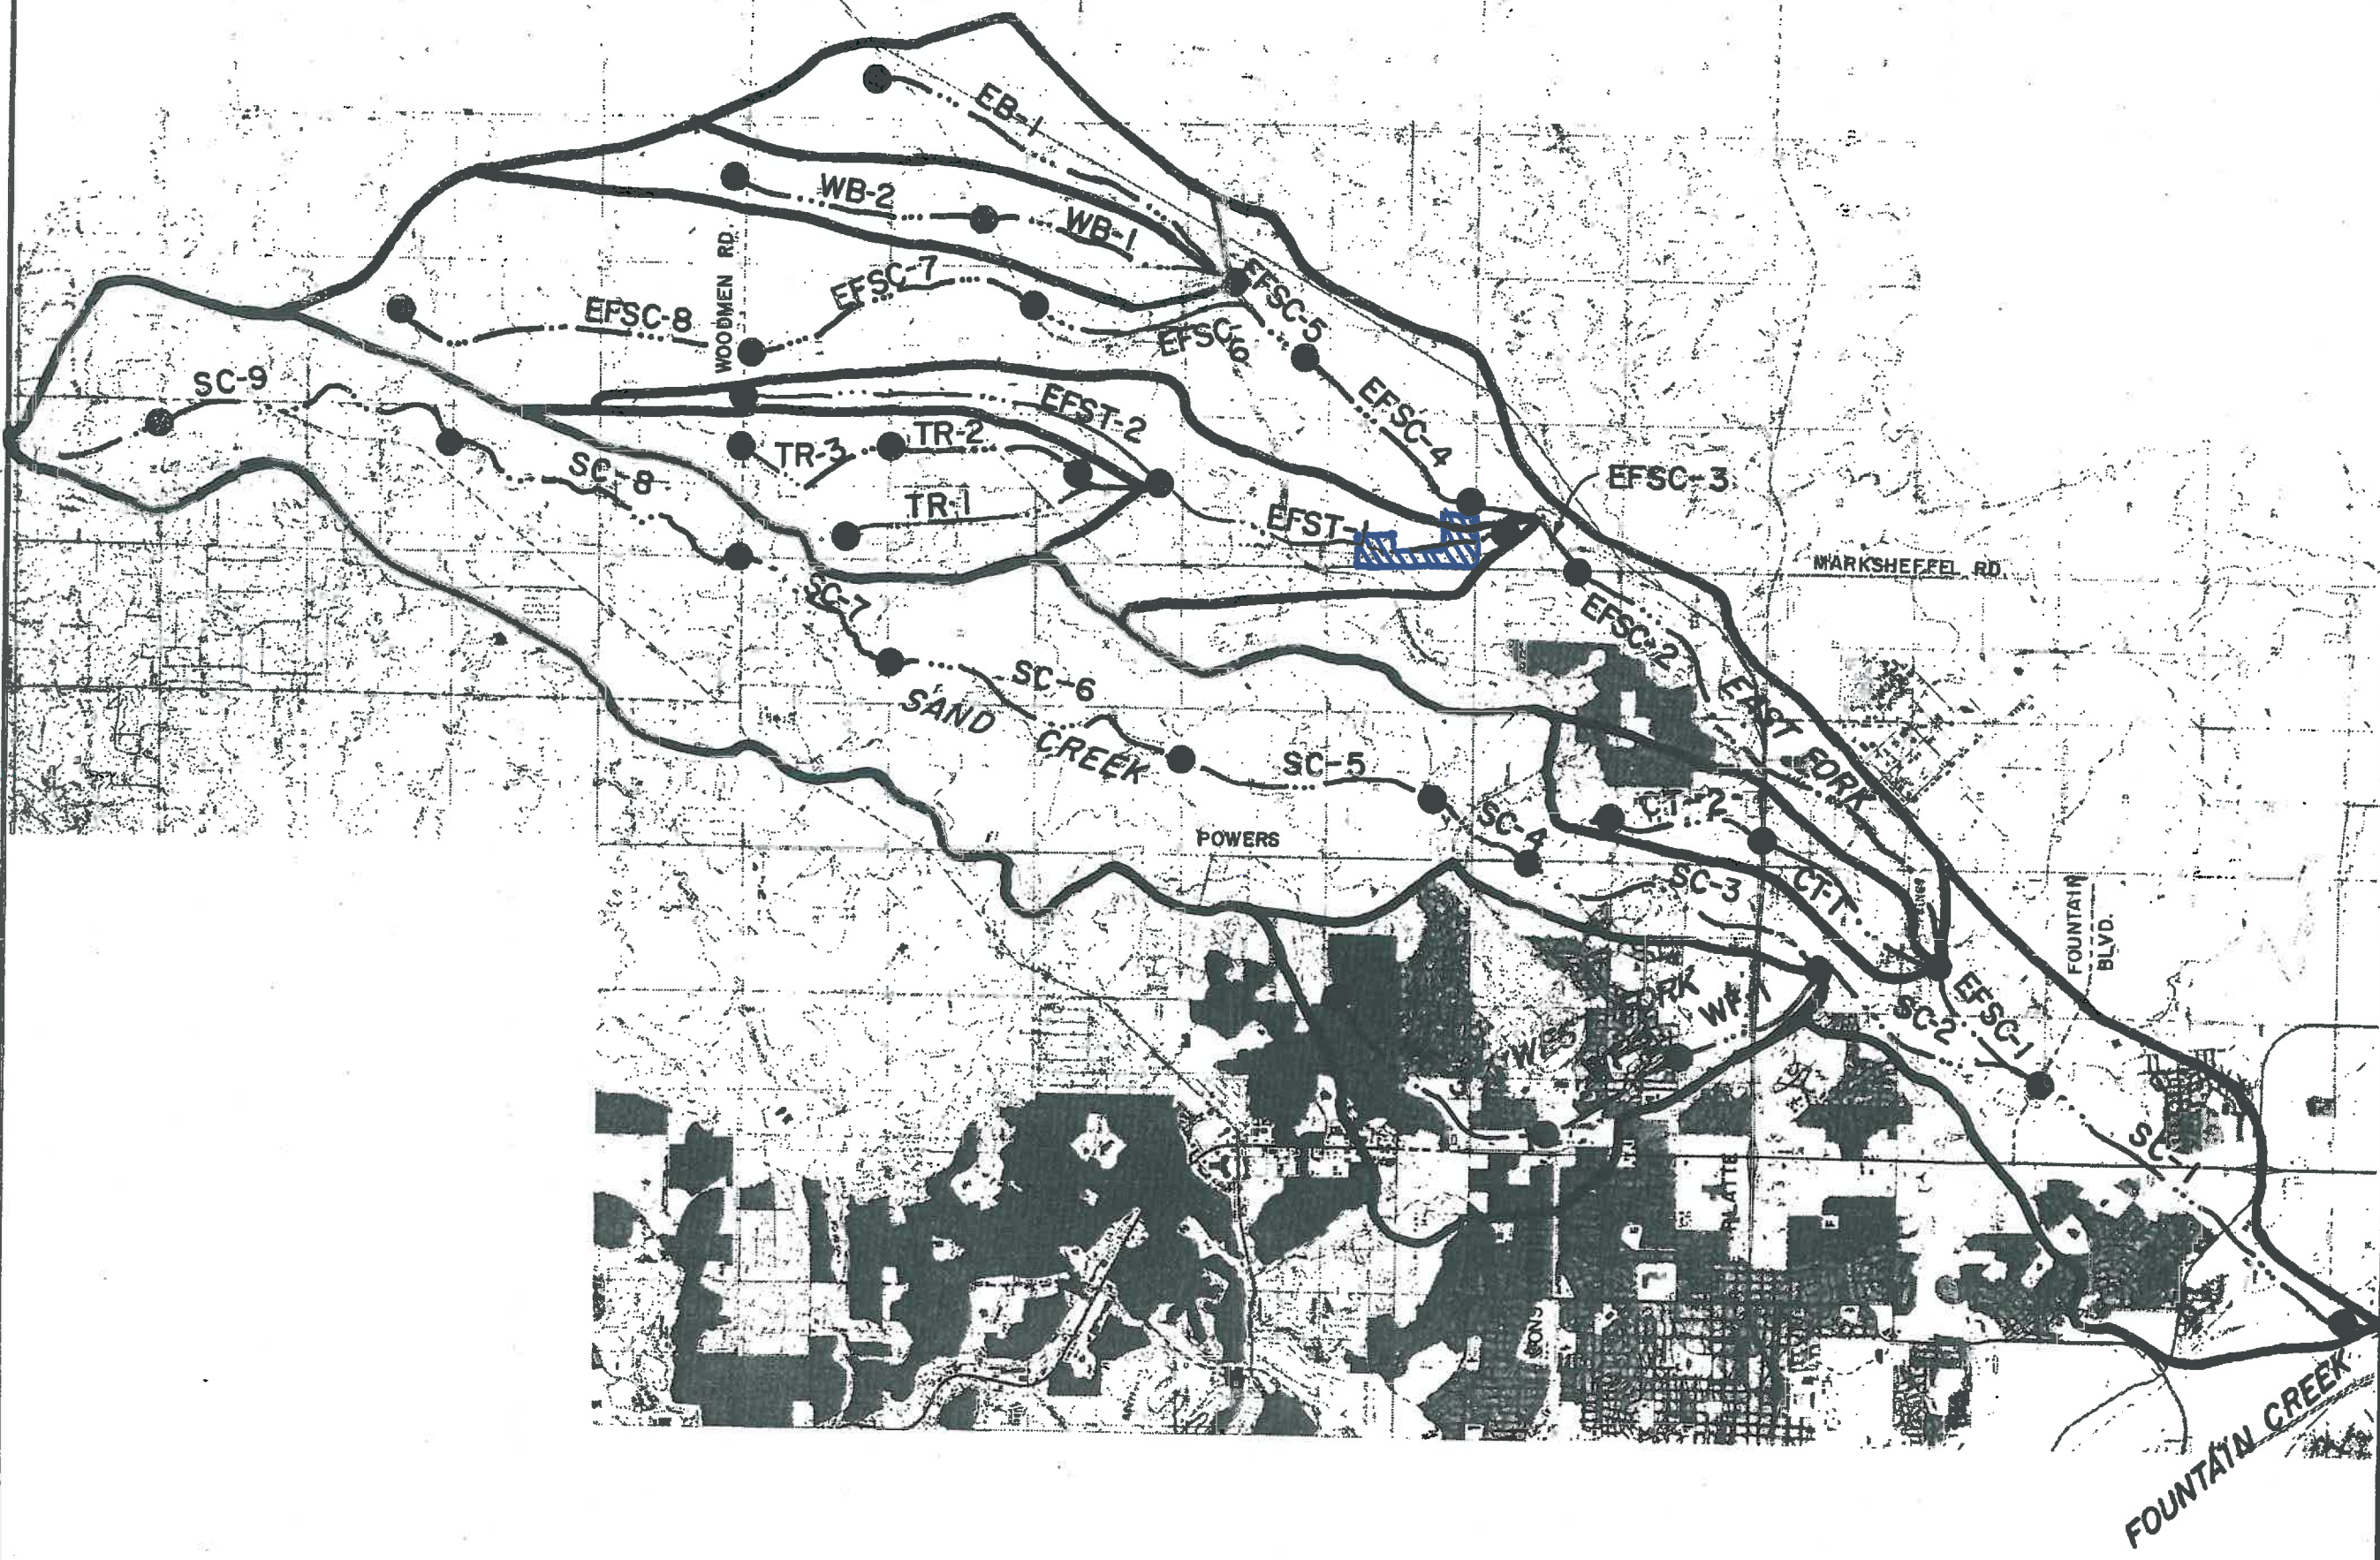 EB-1
WB-2
WB-1
WOODMEN RD.
EFSC-8
EFSC-7
EFSC-6
EFSC-5
SC-9
EFST-2
EFSC-4
TR-3
TR-2
SC-8
TR-1
EFST-1
EFSC-3
MARKSHEFFEL RD.
SC-7
EFSC-2
SC-6
SAND
CREEK
EAST FORK
SC-5
CT-2
SC-4
POWERS
SC-3
CT-1
FOUNTAIN
BLVD.
WF-1
SC-2
EFSC-1
SC-1
PLATTE
FOUNTAIN CREEK